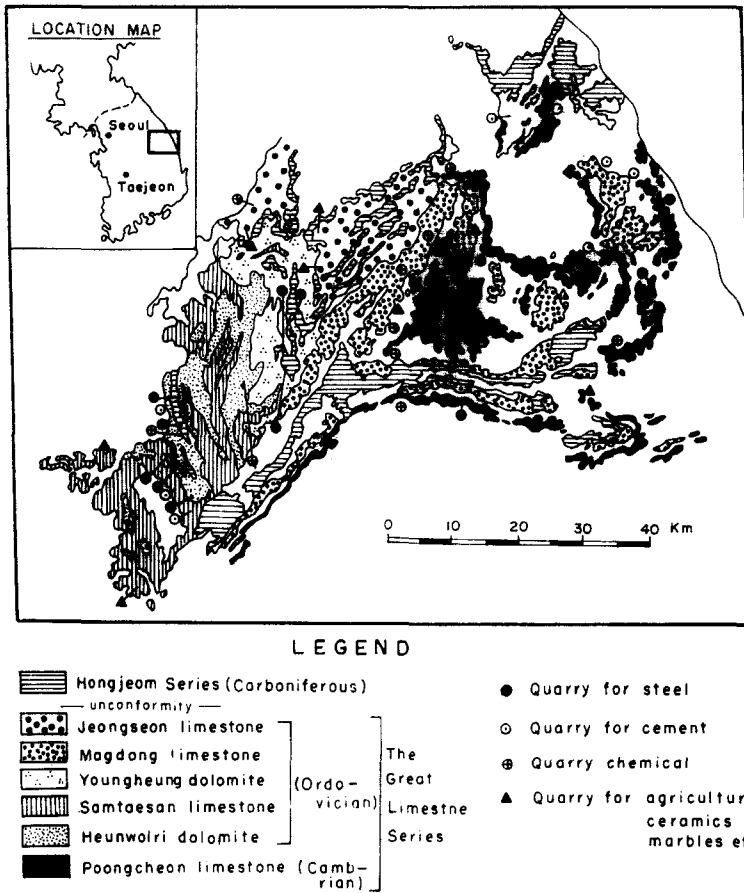 LOCATION MAP
Seoul
Taejeon
0 10 20 30 40 Km
LEGEND
Hongjeom Series (Carboniferous)
unconformity
Jeongseon limestone
Magdong limestone
Youngheung dolomite
Samtaesan limestone
Heunwolri dolomite
(Ordo-
vician)
Poongcheon limestone (Camb-
rian)
The
Great
Limestne
Series
Quarry for steel
Quarry for cement
Quarry chemical
Quarry for agricultur
ceramics
marbles et